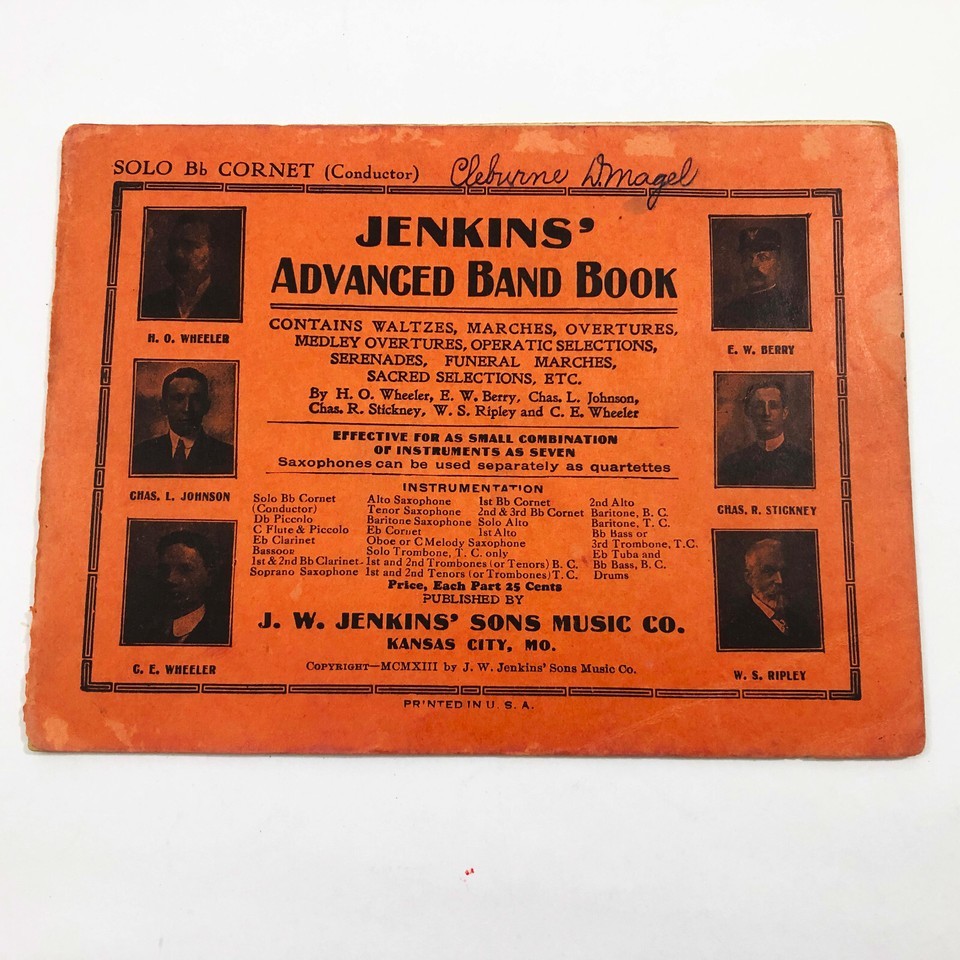 SOLO Bb CORNET (Conductor) Cleburne D. Magel
JENKINS'
ADVANCED BAND BOOK
CONTAINS WALTZES, MARCHES, OVERTURES,
MEDLEY OVERTURES, OPERATIC SELECTIONS,
SERENADES, FUNERAL MARCHES,
SACRED SELECTIONS, ETC.
By H. O. Wheeler, E. W. Berry, Chas. L. Johnson,
Chas. R. Stickney, W. S. Ripley and C. E. Wheeler
EFFECTIVE FOR AS SMALL COMBINATION
OF INSTRUMENTS AS SEVEN
Saxophones can be used separately as quartettes
INSTRUMENTATION
Solo Bb Cornet
(Conductor)
Db Piccolo
C Flute & Piccolo
Eb Clarinet
Bassoon
1st & 2nd Bb Clarinet
Soprano Saxophone
Alto Saxophone
Tenor Saxophone
Baritone Saxophone
Eb Cornet
Oboe or C Melody Saxophone
Solo Trombone, T. C. only
1st and 2nd Trombones (or Tenors) B. C.
1st and 2nd Tenors (or Trombones) T. C.
1st Bb Cornet
2nd & 3rd Bb Cornet
Solo Alto
1st Alto
2nd Alto
Baritone, B. C.
Baritone, T. C.
Bb Bass or
3rd Trombone, T.C.
Eb Tuba and
Bb Bass, B. C.
Drums
Price, Each Part 25 Cents
PUBLISHED BY
J. W. JENKINS' SONS MUSIC CO.
KANSAS CITY, MO.
COPYRIGHT—MCMXIII by J. W. Jenkins' Sons Music Co.
H. O. WHEELER
CHAS. L. JOHNSON
C. E. WHEELER
E. W. BERRY
CHAS. R. STICKNEY
W. S. RIPLEY
PRINTED IN U. S. A.